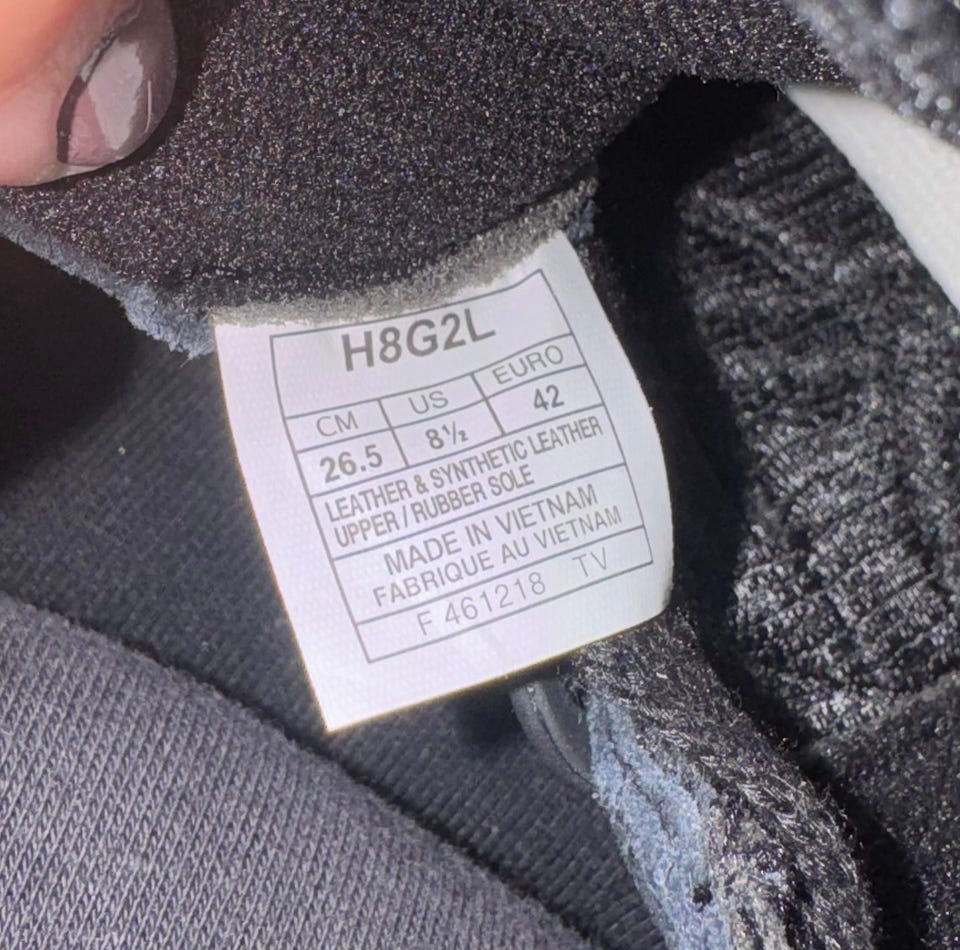 H8G2L
CM US EURO
26.5 8½ 42
LEATHER & SYNTHETIC LEATHER
UPPER / RUBBER SOLE
MADE IN VIETNAM
FABRIQUE AU VIETNAM
F 461218 TV